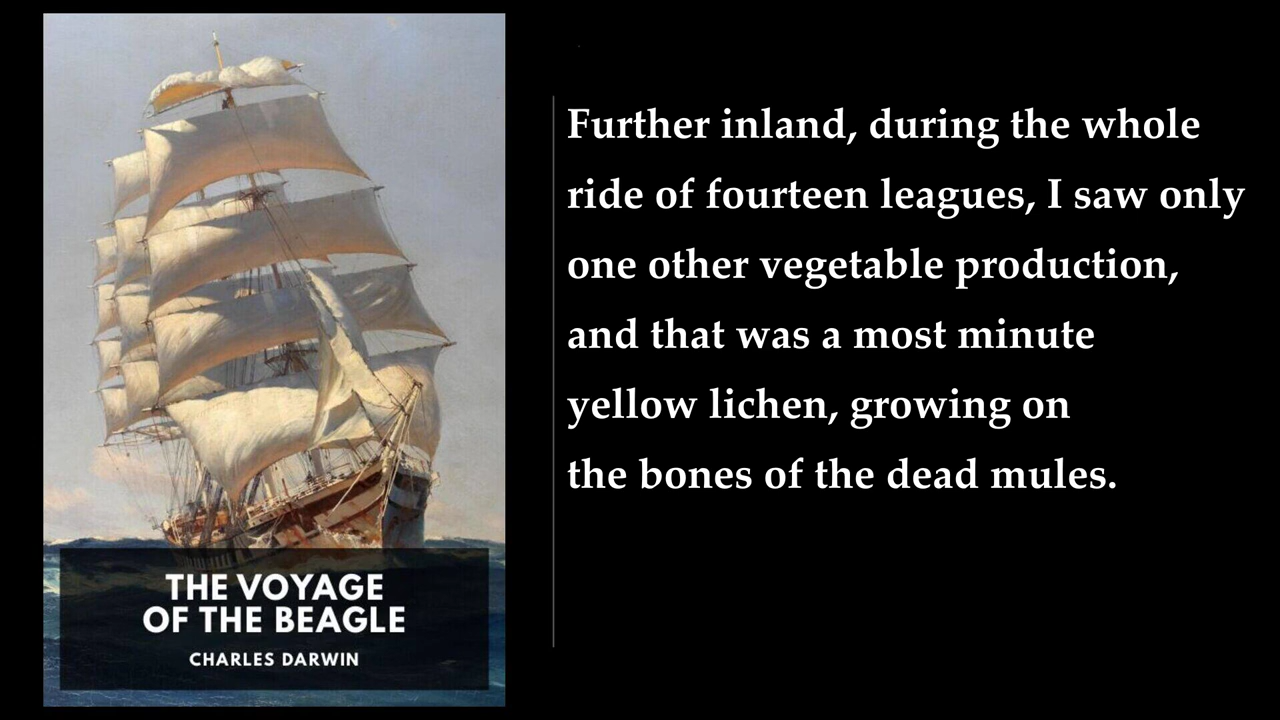 THE VOYAGE
OF THE BEAGLE
CHARLES DARWIN
Further inland, during the whole
ride of fourteen leagues, I saw only
one other vegetable production,
and that was a most minute
yellow lichen, growing on
the bones of the dead mules.